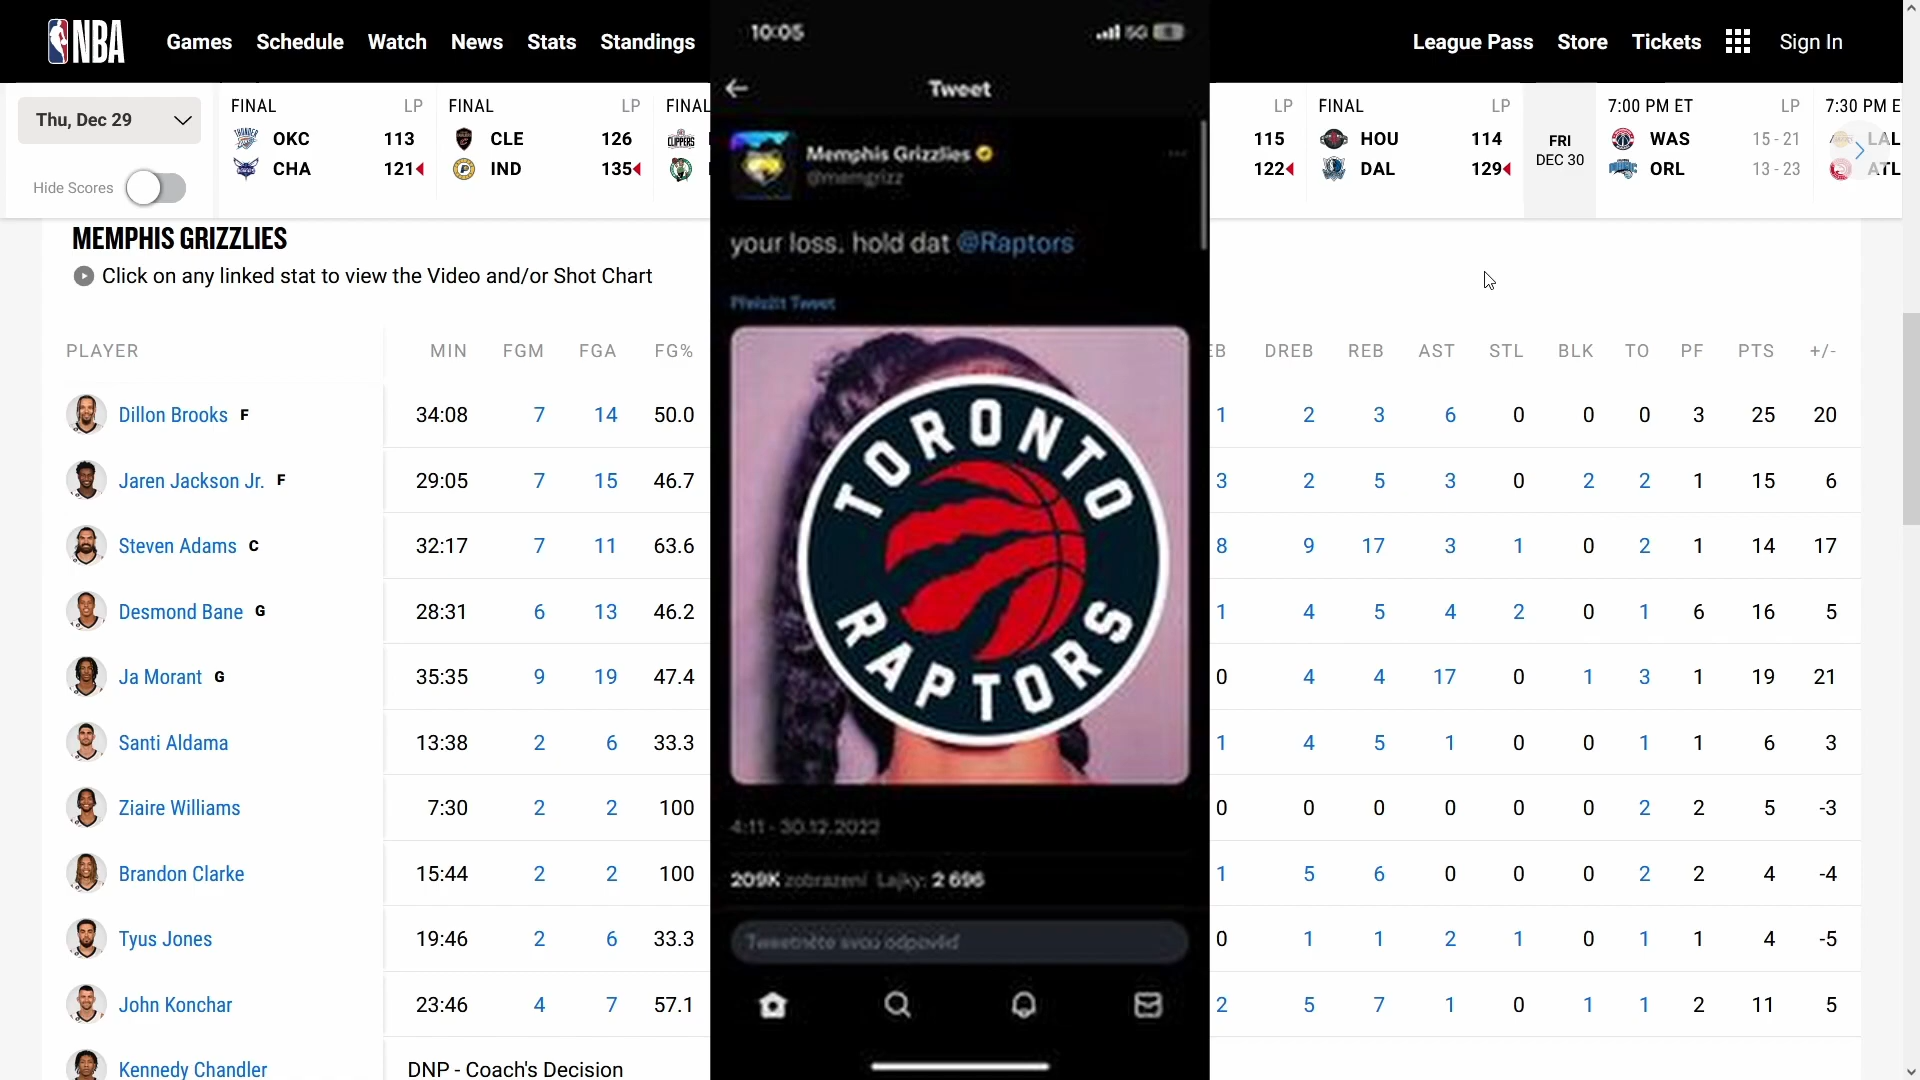 NBA Games Schedule Watch News Stats Standings League Pass Store Tickets Sign In
Thu, Dec 29
Hide Scores
FINAL LP
OKC 113
CHA 121
FINAL LP
CLE 126
IND 135
FINAL
CLIPPERS
LP
115
122
FINAL LP
HOU 114
DAL 129
FRI
DEC 30
7:00 PM ET LP
WAS 15 - 21
ORL 13 - 23
7:30 PM E
LAL
ATL
MEMPHIS GRIZZLIES
Click on any linked stat to view the Video and/or Shot Chart
PLAYER MIN FGM FGA FG% EB DREB REB AST STL BLK TO PF PTS +/-
Dillon Brooks F 34:08 7 14 50.0 1 2 3 6 0 0 0 3 25 20
Jaren Jackson Jr. F 29:05 7 15 46.7 3 2 5 3 0 2 2 1 15 6
Steven Adams C 32:17 7 11 63.6 8 9 17 3 1 0 2 1 14 17
Desmond Bane G 28:31 6 13 46.2 1 4 5 4 2 0 1 6 16 5
Ja Morant G 35:35 9 19 47.4 0 4 4 17 0 1 3 1 19 21
Santi Aldama 13:38 2 6 33.3 1 4 5 1 0 0 1 1 6 3
Ziaire Williams 7:30 2 2 100 0 0 0 0 0 0 2 2 5 -3
Brandon Clarke 15:44 2 2 100 1 5 6 0 0 0 2 2 4 -4
Tyus Jones 19:46 2 6 33.3 0 1 1 2 1 0 1 1 4 -5
John Konchar 23:46 4 7 57.1 2 5 7 1 0 1 1 2 11 5
Kennedy Chandler DNP - Coach's Decision
10:05 5G
Tweet
Memphis Grizzlies
@memgrizz
your loss. hold dat @Raptors
Přeložit Tweet
TORONTO
RAPTORS
4:11 · 30.12.2022
209K zobrazení Lajky: 2 696
Tweetněte svou odpověď